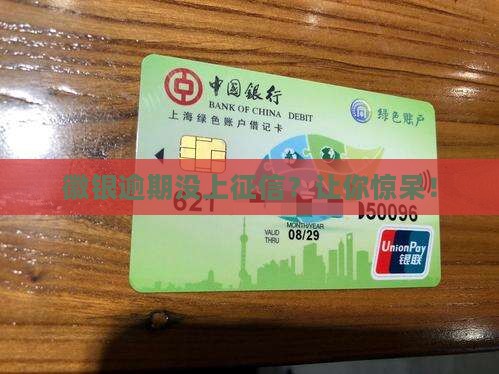 中国银行
BANK OF CHINA DEBIT
上海绿色账户借记卡
绿色账户
徽银逾期没上征信？让你惊呆！
621
050096
MONTH/YEAR
VALID THRU 08/29
UnionPay
银联